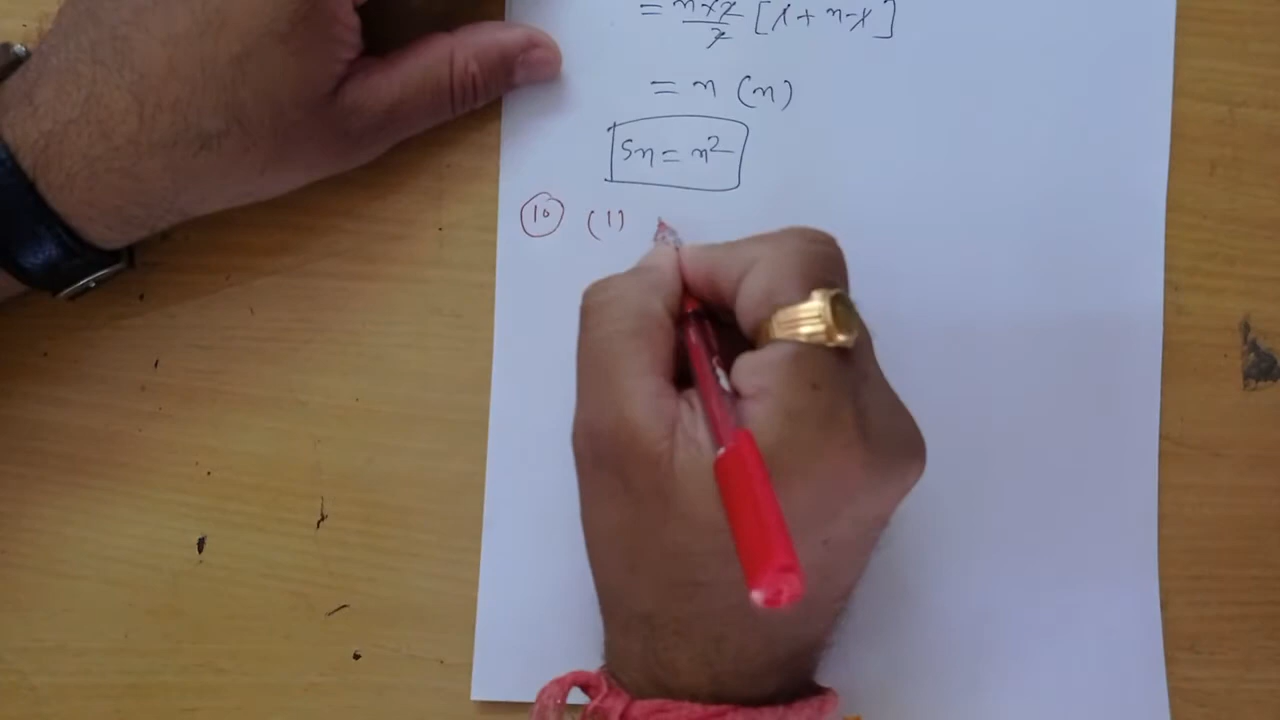 = n×2/2 [1+n-1]
= n (n)
Sn = n²
(10) (1)